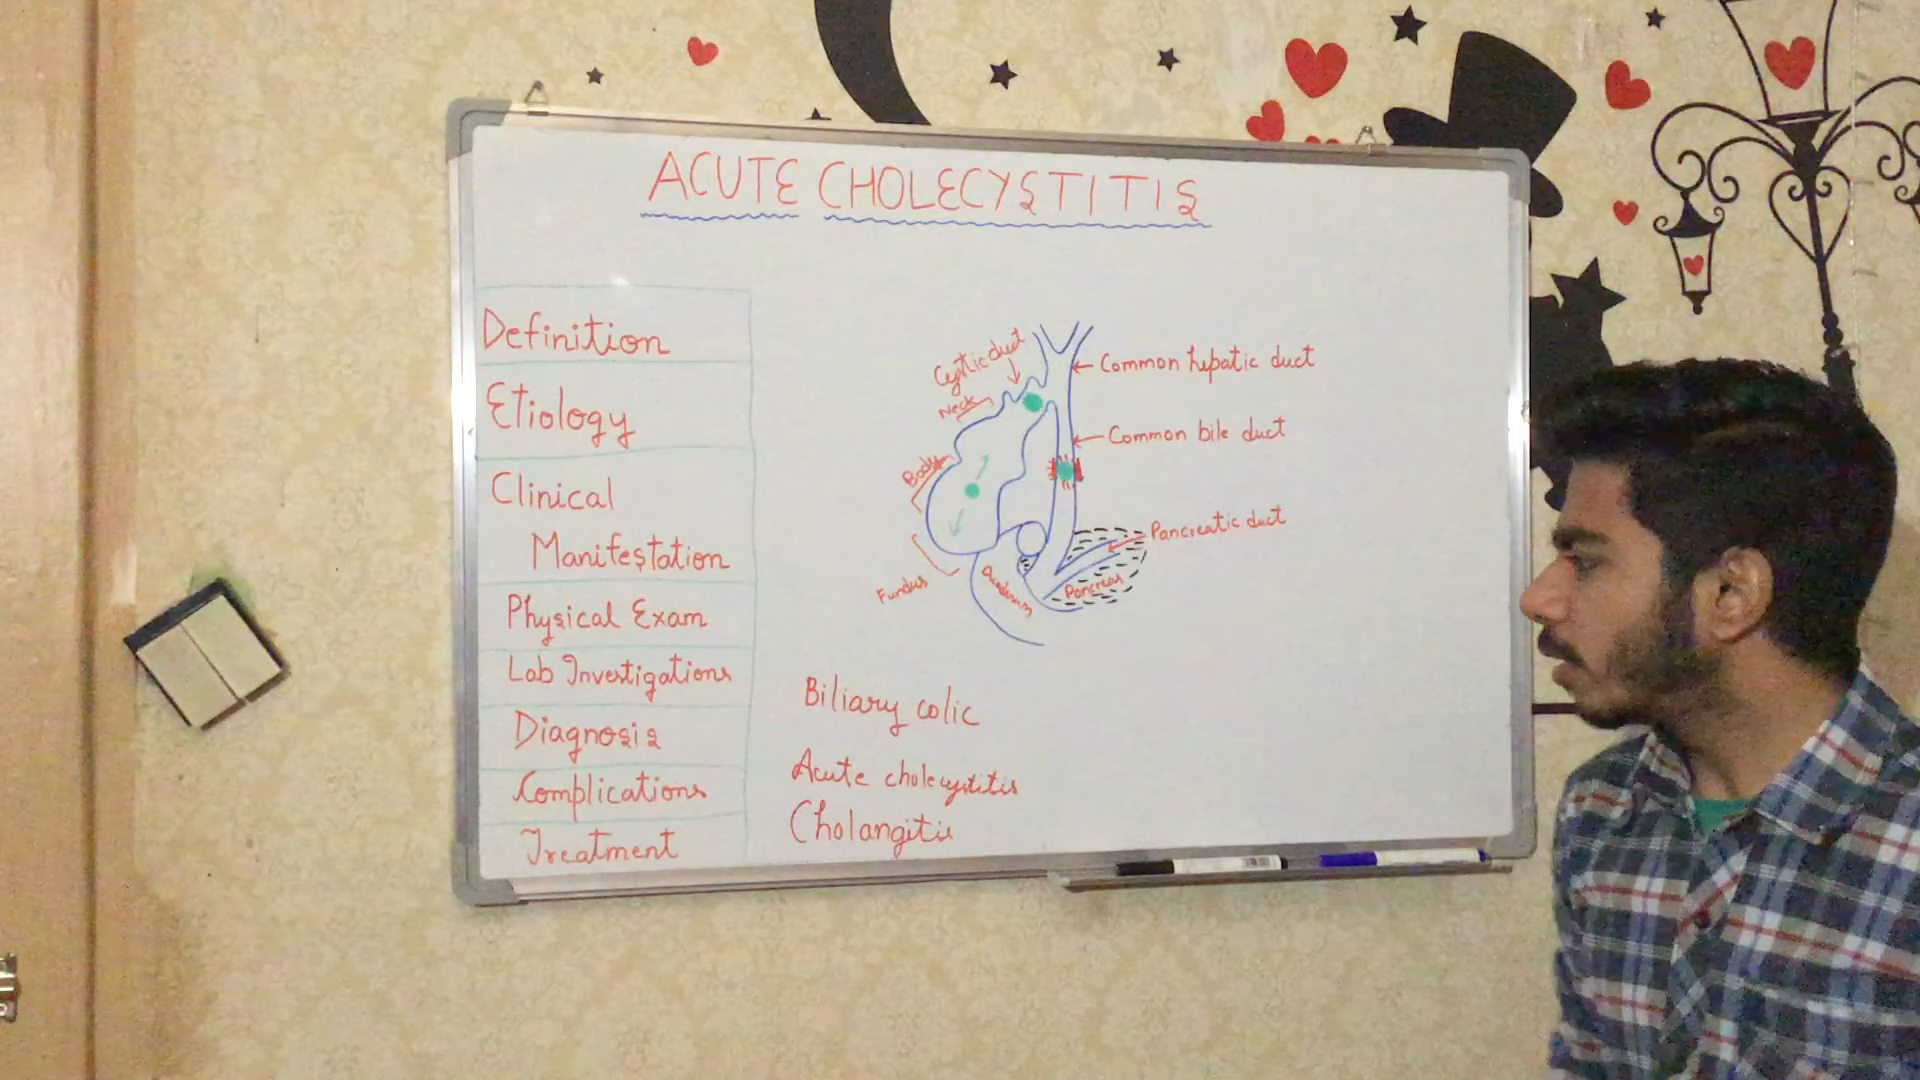 ACUTE CHOLECYSTITIS
Definition
Etiology
Clinical
Manifestation
Physical Exam
Lab Investigations
Diagnosis
Complications
Treatment
Cystic duct
Neck
Body
Fundus
Common hepatic duct
Common bile duct
Pancreatic duct
Pancreas
Duodenum
Biliary colic
Acute cholecystitis
Cholangitis